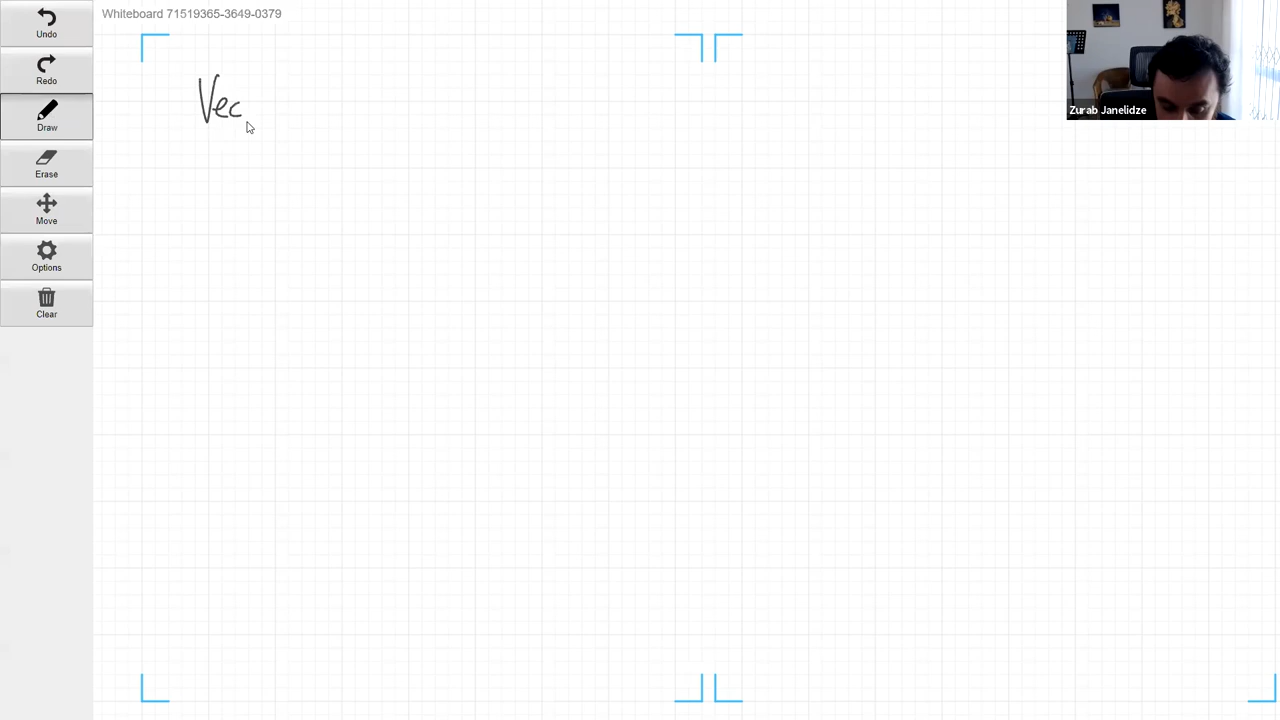 Whiteboard 71519365-3649-0379
Undo
Redo
Draw
Erase
Move
Options
Clear
Vec
Zurab Janelidze